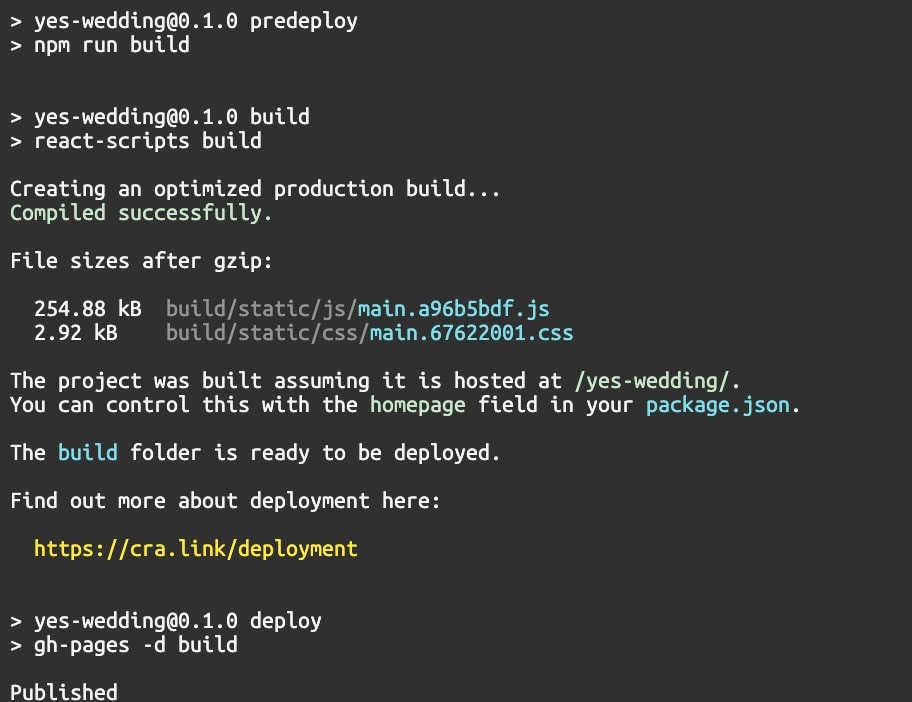 > yes-wedding@0.1.0 predeploy
> npm run build
> yes-wedding@0.1.0 build
> react-scripts build
Creating an optimized production build...
Compiled successfully.
File sizes after gzip:
254.88 kB  build/static/js/main.a96b5bdf.js
2.92 kB    build/static/css/main.67622001.css
The project was built assuming it is hosted at /yes-wedding/.
You can control this with the homepage field in your package.json.
The build folder is ready to be deployed.
Find out more about deployment here:
https://cra.link/deployment
> yes-wedding@0.1.0 deploy
> gh-pages -d build
Published